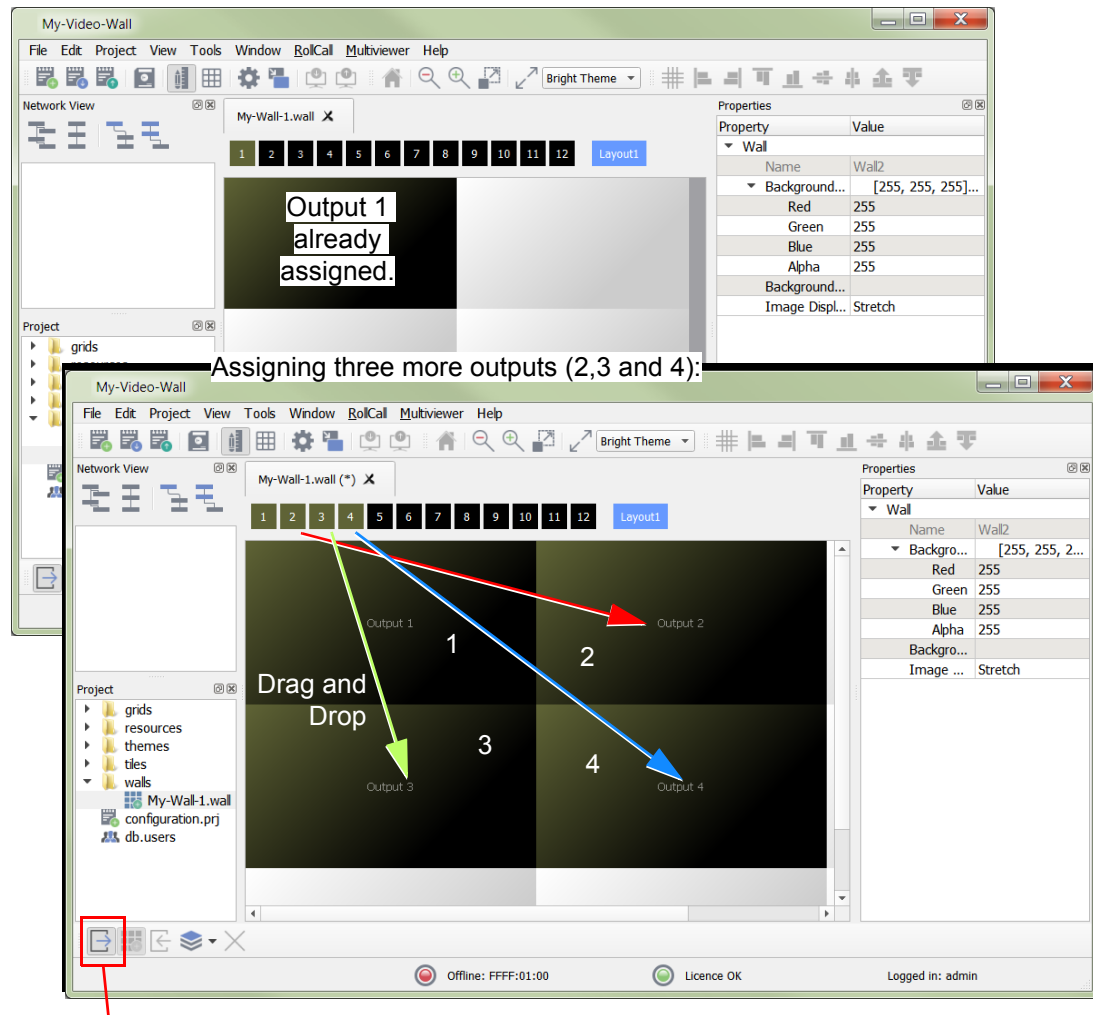 My-Video-Wall
File Edit Project View Tools Window RollCall Multiviewer Help
Bright Theme
Network View
My-Wall-1.wall
1 2 3 4 5 6 7 8 9 10 11 12 Layout1
Output 1
already
assigned.
Properties
Property Value
Wall
Name Wall2
Background... [255, 255, 255]...
Red 255
Green 255
Blue 255
Alpha 255
Background...
Image Displ... Stretch
Project
grids
Assigning three more outputs (2,3 and 4):
My-Video-Wall
File Edit Project View Tools Window RollCall Multiviewer Help
Bright Theme
Network View
My-Wall-1.wall (*)
1 2 3 4 5 6 7 8 9 10 11 12 Layout1
Output 1
1
Output 2
2
Drag and
Drop
3
4
Output 3
Output 4
Properties
Property Value
Wall
Name Wall2
Backgro... [255, 255, 2...
Red 255
Green 255
Blue 255
Alpha 255
Backgro...
Image ... Stretch
Project
grids
resources
themes
tiles
walls
My-Wall-1.wall
configuration.prj
db.users
Offline: FFFF:01:00
Licence OK
Logged in: admin